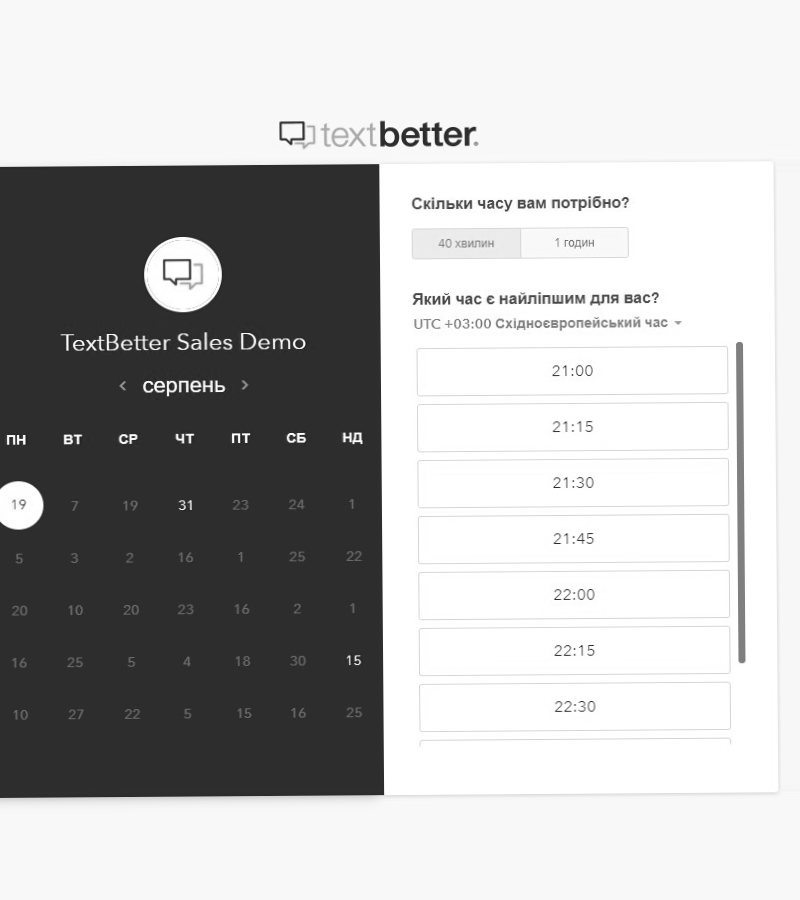 textbetter.
TextBetter Sales Demo
< серпень >
ПН ВТ СР ЧТ ПТ СБ НД
19 7 19 31 23 24 1
5 3 2 16 1 25 22
20 10 20 23 16 2 1
16 25 5 4 18 30 15
10 27 22 5 15 16 25
Скільки часу вам потрібно?
40 хвилин 1 годин
Який час є найліпшим для вас?
UTC +03:00 Східноєвропейський час
21:00
21:15
21:30
21:45
22:00
22:15
22:30